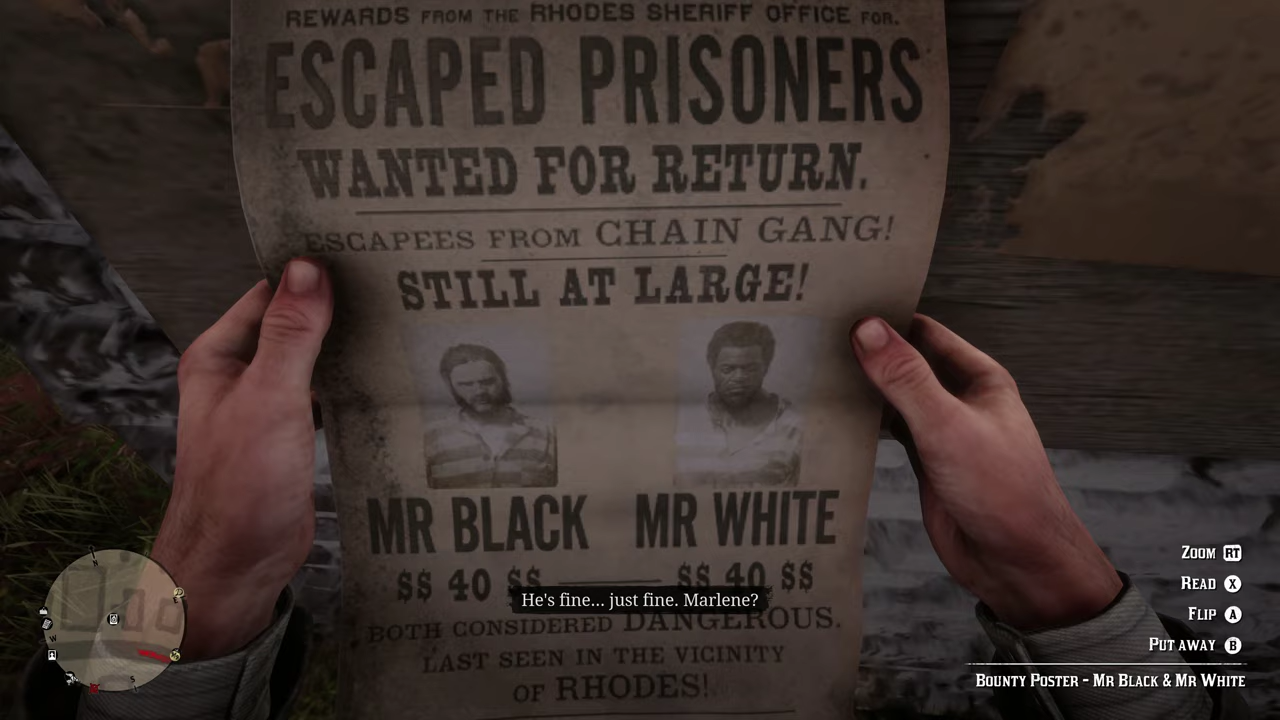 REWARDS FROM THE RHODES SHERIFF OFFICE FOR.
ESCAPED PRISONERS
WANTED FOR RETURN.
ESCAPEES FROM CHAIN GANG!
STILL AT LARGE!
MR BLACK MR WHITE
$$ 40 $$ $$ 40 $$
He's fine... just fine. Marlene?
BOTH CONSIDERED DANGEROUS.
LAST SEEN IN THE VICINITY
OF RHODES!
ZOOM RT
READ X
FLIP A
PUT AWAY B
BOUNTY POSTER - MR BLACK & MR WHITE
N
E
W
S